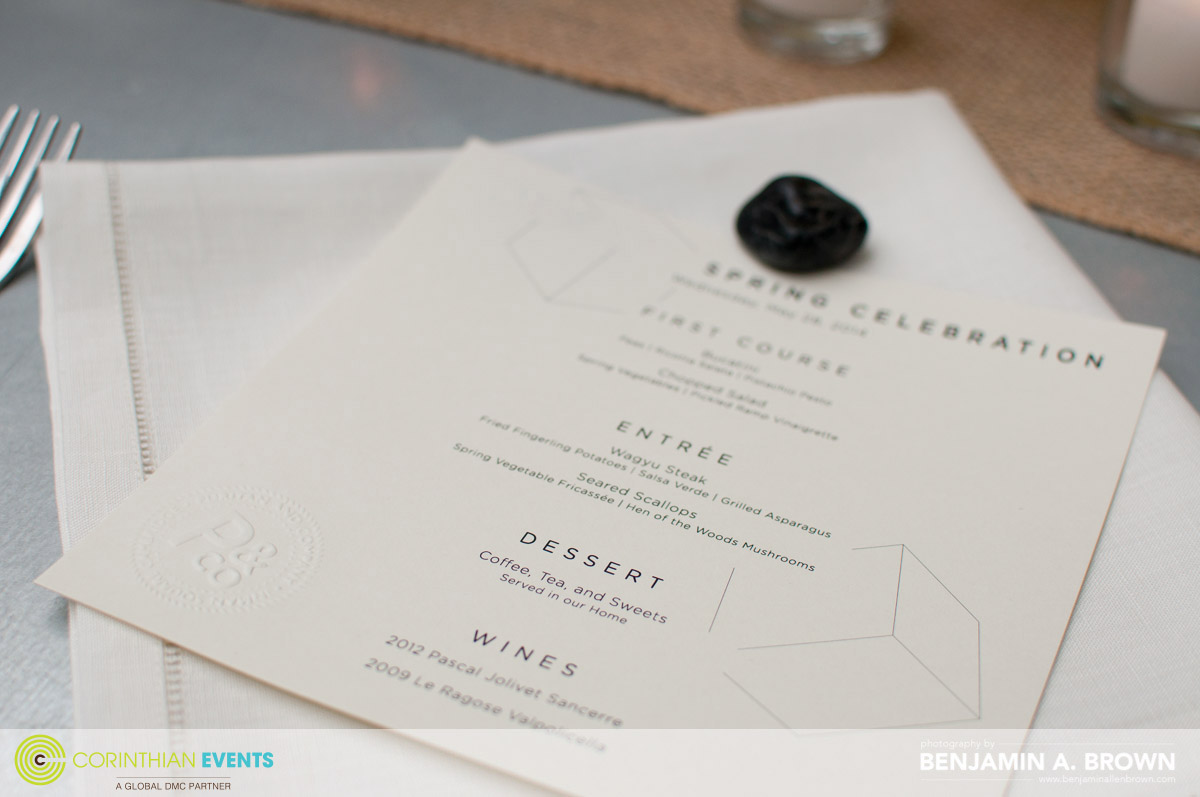 SPRING CELEBRATION
Wednesday, May 28, 2014
FIRST COURSE
Burata
Peas | Ricotta Salata | Pistachio Pesto
Chopped Salad
Spring Vegetables | Pickled Ramp Vinaigrette
ENTRÉE
Wagyu Steak
Fried Fingerling Potatoes | Salsa Verde | Grilled Asparagus
Seared Scallops
Spring Vegetable Fricassée | Hen of the Woods Mushrooms
DESSERT
Coffee, Tea, and Sweets
Served in our Home
WINES
2012 Pascal Jolivet Sancerre
2009 Le Ragose Valpolicella
P&
CO
C CORINTHIAN EVENTS
A GLOBAL DMC PARTNER
photography by
BENJAMIN A. BROWN
www.benjaminallenbrown.com